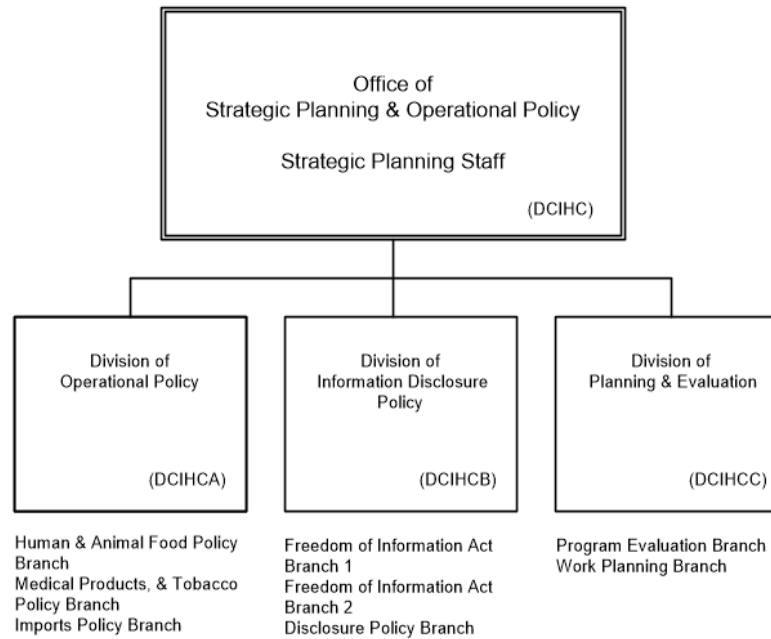 Office of
Strategic Planning & Operational Policy
Strategic Planning Staff
(DCIHC)
Division of
Operational Policy
(DCIHCA)
Human & Animal Food Policy
Branch
Medical Products, & Tobacco
Policy Branch
Imports Policy Branch
Division of
Information Disclosure
Policy
(DCIHCB)
Freedom of Information Act
Branch 1
Freedom of Information Act
Branch 2
Disclosure Policy Branch
Division of
Planning & Evaluation
(DCIHCC)
Program Evaluation Branch
Work Planning Branch